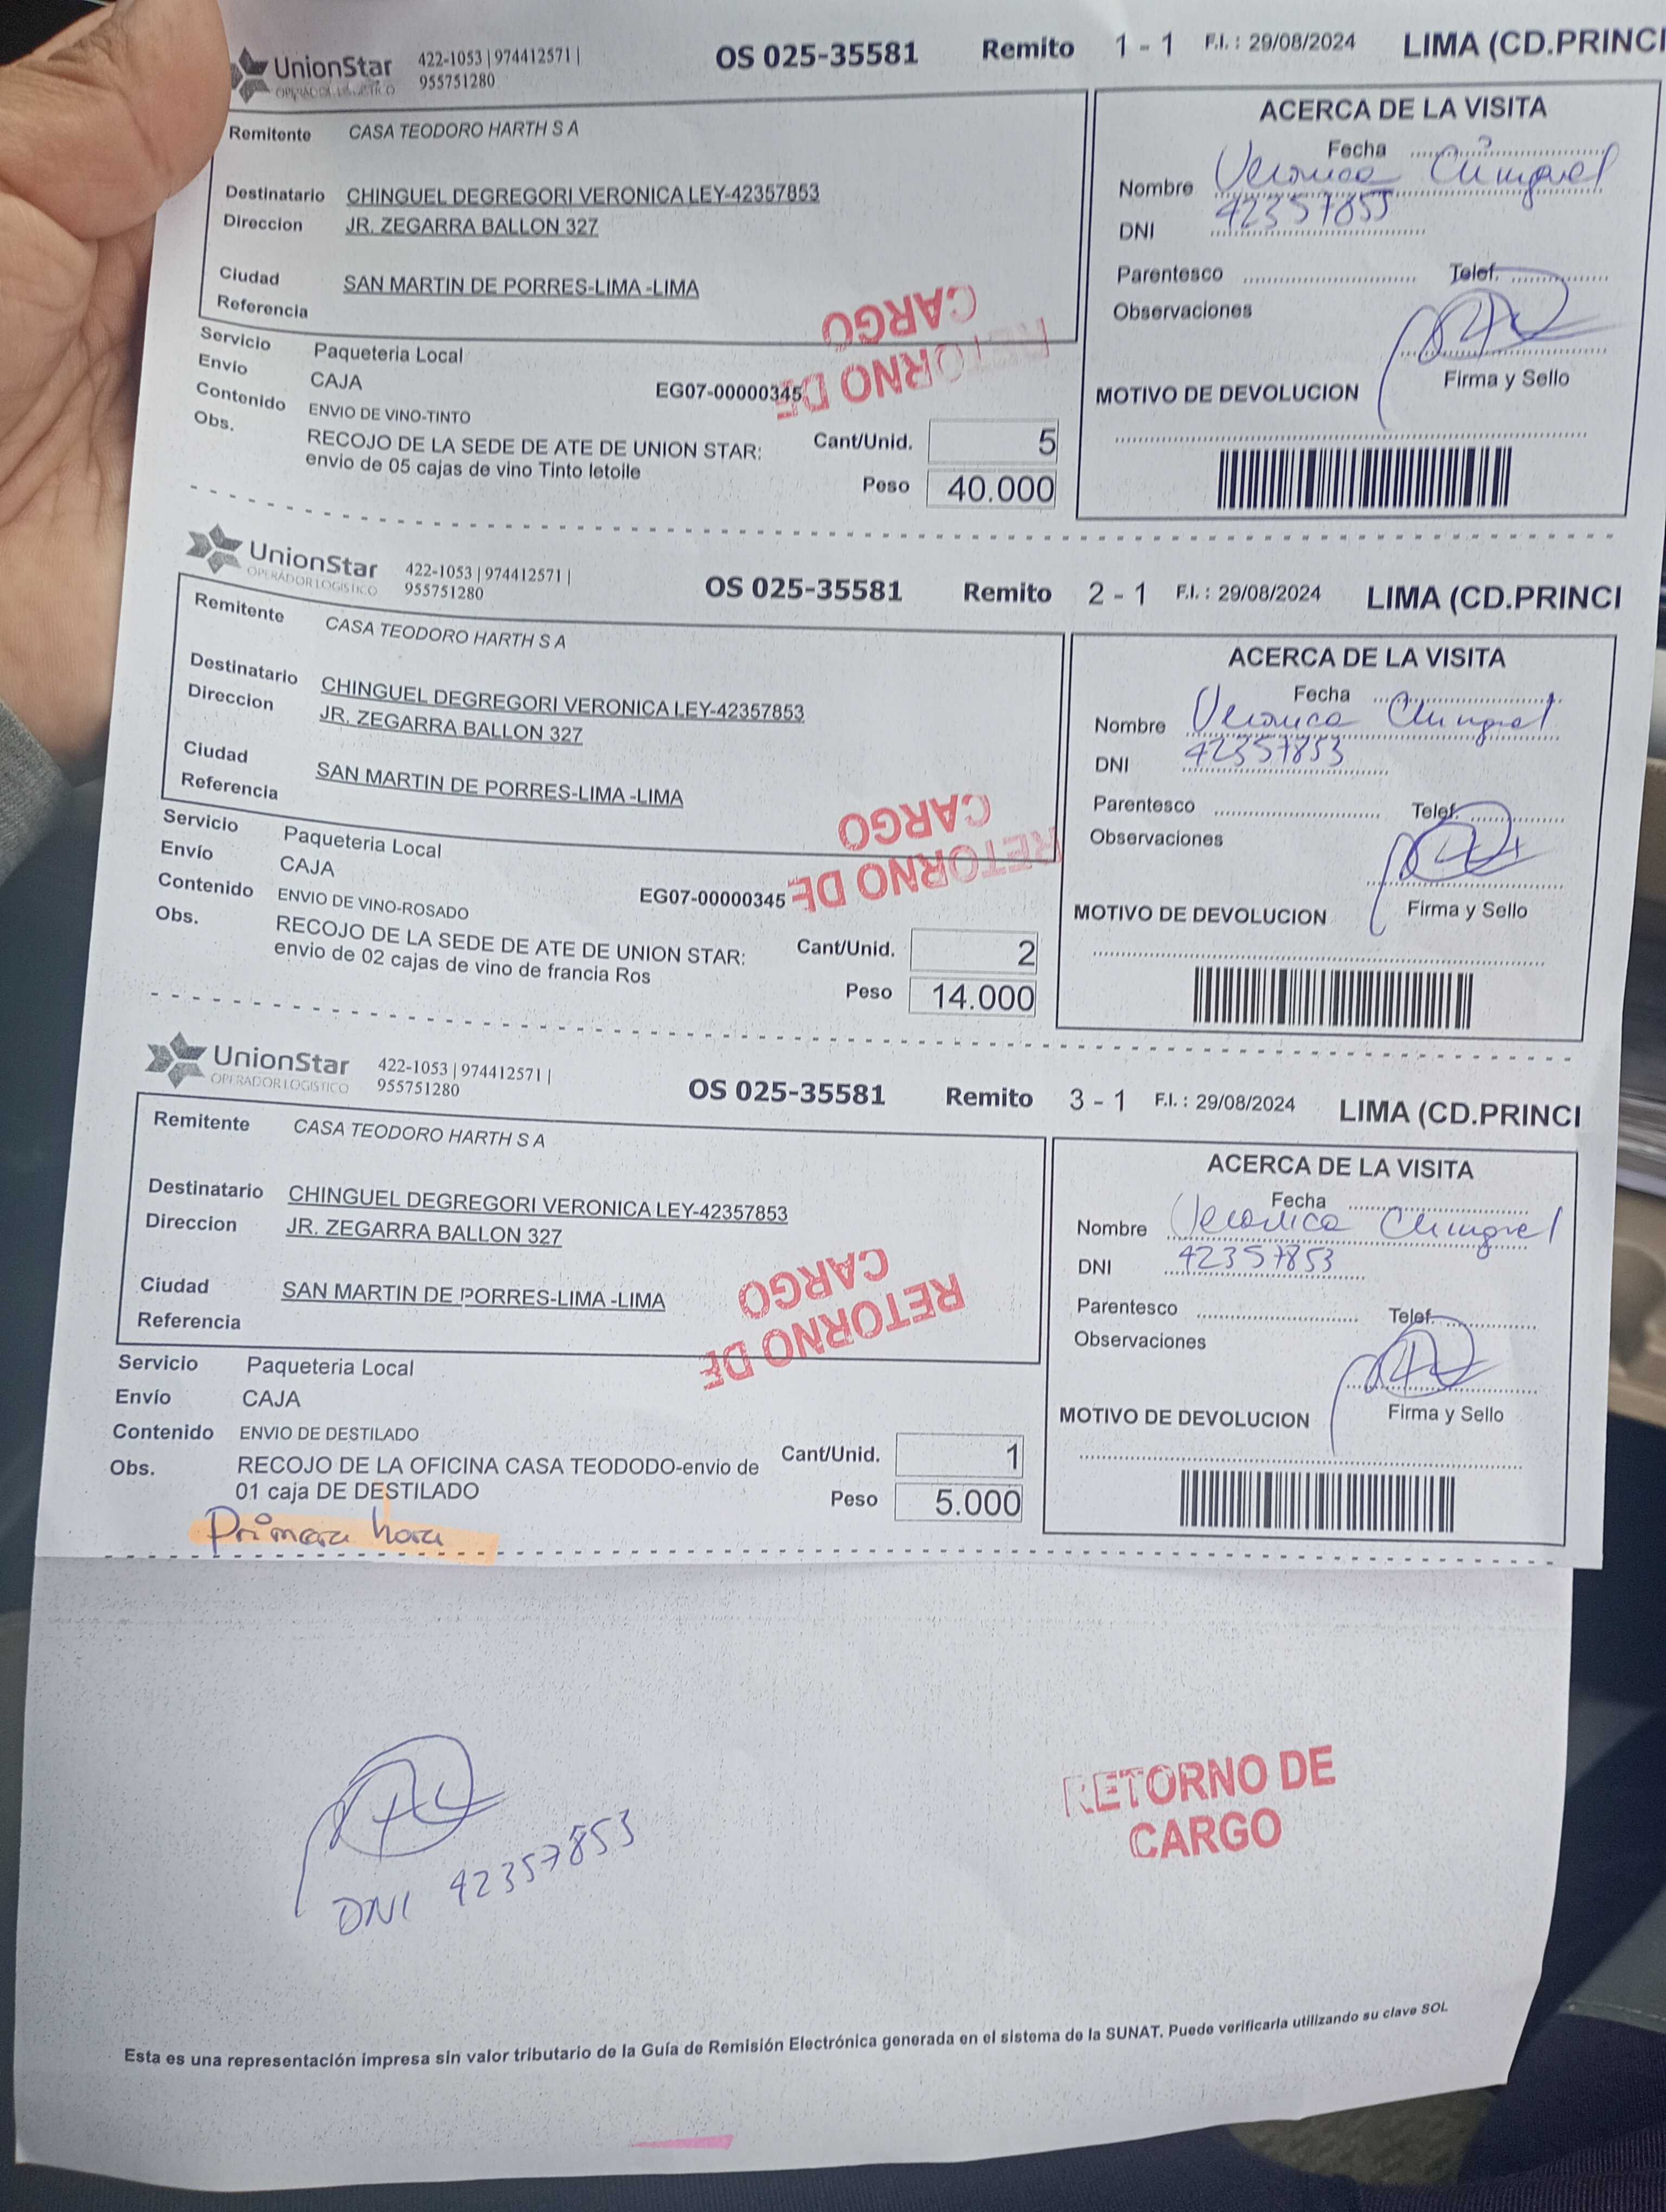 UnionStar 422-1053 | 974412571 | OS 025-35581 Remito 1 - 1 F.I. : 29/08/2024 LIMA (CD.PRINCI
OPERADOR LOGISTICO 955751280
Remitente CASA TEODORO HARTH S A
Destinatario CHINGUEL DEGREGORI VERONICA LEY-42357853
Direccion JR. ZEGARRA BALLON 327
Ciudad SAN MARTIN DE PORRES-LIMA -LIMA
Referencia
Servicio Paqueteria Local
Envío CAJA
Contenido ENVIO DE VINO-TINTO EG07-00000345
Obs. RECOJO DE LA SEDE DE ATE DE UNION STAR:
envio de 05 cajas de vino Tinto letoile
Cant/Unid. 5
Peso 40.000
RETORNO DE
CARGO
ACERCA DE LA VISITA
Fecha
Nombre Veronica Chinguel
DNI 42357853
Parentesco Telef.
Observaciones
Firma y Sello
MOTIVO DE DEVOLUCION
UnionStar 422-1053 | 974412571 | OS 025-35581 Remito 2 - 1 F.I. : 29/08/2024 LIMA (CD.PRINCI
OPERADOR LOGISTICO 955751280
Remitente CASA TEODORO HARTH S A
Destinatario CHINGUEL DEGREGORI VERONICA LEY-42357853
Direccion JR. ZEGARRA BALLON 327
Ciudad SAN MARTIN DE PORRES-LIMA -LIMA
Referencia
Servicio Paqueteria Local
Envío CAJA
Contenido ENVIO DE VINO-ROSADO EG07-00000345
Obs. RECOJO DE LA SEDE DE ATE DE UNION STAR:
envio de 02 cajas de vino de francia Ros
Cant/Unid. 2
Peso 14.000
RETORNO DE
CARGO
ACERCA DE LA VISITA
Fecha
Nombre Veronica Chinguel
DNI 42357853
Parentesco Telef.
Observaciones
Firma y Sello
MOTIVO DE DEVOLUCION
UnionStar 422-1053 | 974412571 | OS 025-35581 Remito 3 - 1 F.I. : 29/08/2024 LIMA (CD.PRINCI
OPERADOR LOGISTICO 955751280
Remitente CASA TEODORO HARTH S A
Destinatario CHINGUEL DEGREGORI VERONICA LEY-42357853
Direccion JR. ZEGARRA BALLON 327
Ciudad SAN MARTIN DE PORRES-LIMA -LIMA
Referencia
Servicio Paqueteria Local
Envío CAJA
Contenido ENVIO DE DESTILADO
Obs. RECOJO DE LA OFICINA CASA TEODODO-envio de
01 caja DE DESTILADO
Primera hora
Cant/Unid. 1
Peso 5.000
RETORNO DE
CARGO
ACERCA DE LA VISITA
Fecha
Nombre Veronica Chinguel
DNI 42357853
Parentesco Telef.
Observaciones
Firma y Sello
MOTIVO DE DEVOLUCION
DNI 42357853
RETORNO DE
CARGO
Esta es una representación impresa sin valor tributario de la Guía de Remisión Electrónica generada en el sistema de la SUNAT. Puede verificarla utilizando su clave SOL